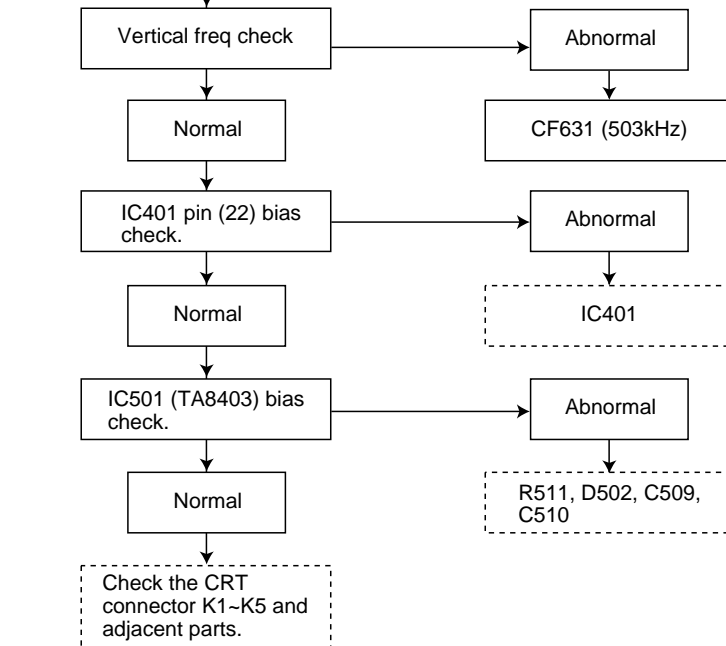 Vertical freq check
Abnormal
Normal
CF631 (503kHz)
IC401 pin (22) bias
check.
Abnormal
Normal
IC401
IC501 (TA8403) bias
check.
Abnormal
Normal
R511, D502, C509,
C510
Check the CRT
connector K1~K5 and
adjacent parts.